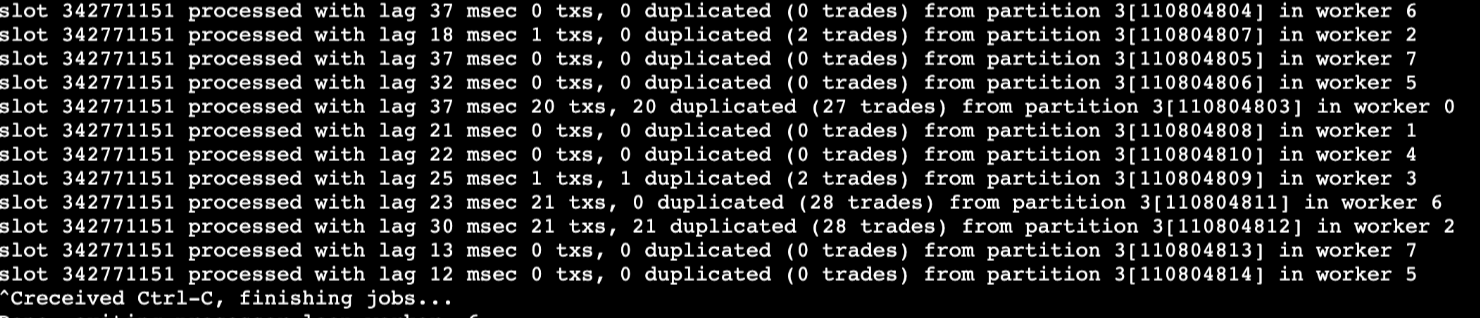 slot 342771151 processed with lag 37 msec 0 txs, 0 duplicated (0 trades) from partition 3[110804804] in worker 6
slot 342771151 processed with lag 18 msec 1 txs, 0 duplicated (2 trades) from partition 3[110804807] in worker 2
slot 342771151 processed with lag 37 msec 0 txs, 0 duplicated (0 trades) from partition 3[110804805] in worker 7
slot 342771151 processed with lag 32 msec 0 txs, 0 duplicated (0 trades) from partition 3[110804806] in worker 5
slot 342771151 processed with lag 37 msec 20 txs, 20 duplicated (27 trades) from partition 3[110804803] in worker 0
slot 342771151 processed with lag 21 msec 0 txs, 0 duplicated (0 trades) from partition 3[110804808] in worker 1
slot 342771151 processed with lag 22 msec 0 txs, 0 duplicated (0 trades) from partition 3[110804810] in worker 4
slot 342771151 processed with lag 25 msec 1 txs, 1 duplicated (2 trades) from partition 3[110804809] in worker 3
slot 342771151 processed with lag 23 msec 21 txs, 0 duplicated (28 trades) from partition 3[110804811] in worker 6
slot 342771151 processed with lag 30 msec 21 txs, 21 duplicated (28 trades) from partition 3[110804812] in worker 2
slot 342771151 processed with lag 13 msec 0 txs, 0 duplicated (0 trades) from partition 3[110804813] in worker 7
slot 342771151 processed with lag 12 msec 0 txs, 0 duplicated (0 trades) from partition 3[110804814] in worker 5
^Creceived Ctrl-C, finishing jobs...